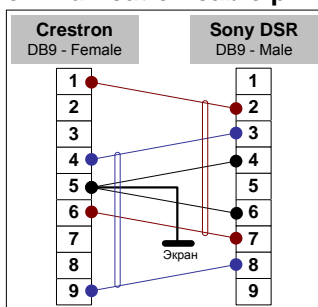 Crestron
DB9 - Female
Sony DSR
DB9 - Male
1 1
2 2
3 3
4 4
5 5
6 6
7 7
Экран
8 8
9 9